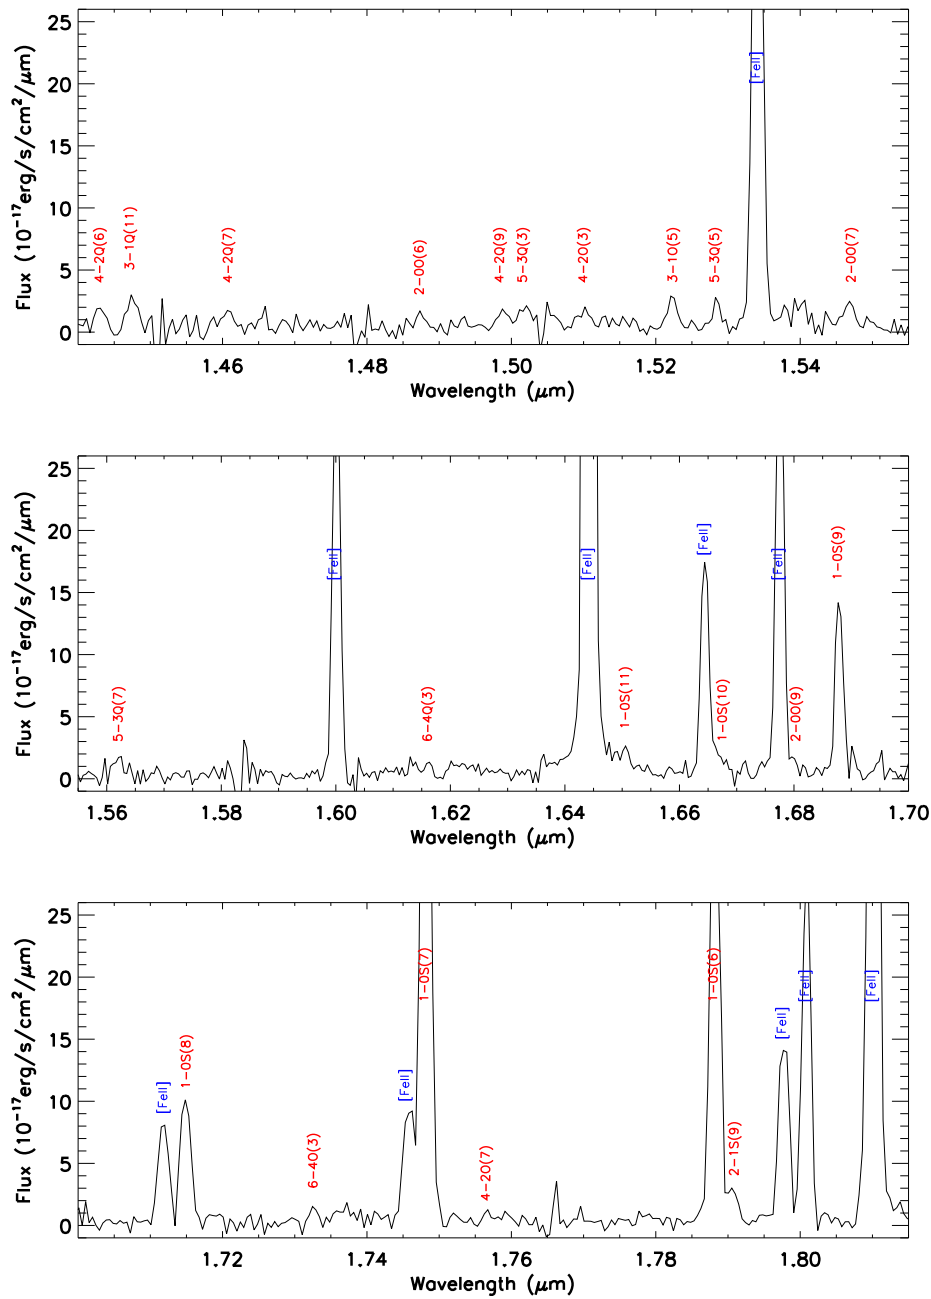 25
20
15
10
5
0
Flux (10⁻¹⁷erg/s/cm²/μm)
4-2Q(6)
3-1Q(11)
4-2Q(7)
2-0O(6)
4-2Q(9)
5-3Q(3)
4-2O(3)
3-1O(5)
5-3Q(5)
[FeII]
2-0O(7)
1.46
1.48
1.50
1.52
1.54
Wavelength (μm)
25
20
15
10
5
0
Flux (10⁻¹⁷erg/s/cm²/μm)
5-3Q(7)
[FeII]
6-4Q(3)
[FeII]
1-0S(11)
[FeII]
1-0S(10)
[FeII]
2-0O(9)
1-0S(9)
1.56
1.58
1.60
1.62
1.64
1.66
1.68
1.70
Wavelength (μm)
25
20
15
10
5
0
Flux (10⁻¹⁷erg/s/cm²/μm)
[FeII]
1-0S(8)
6-4O(3)
[FeII]
1-0S(7)
4-2O(7)
1-0S(6)
2-1S(9)
[FeII]
[FeII]
[FeII]
1.72
1.74
1.76
1.78
1.80
Wavelength (μm)